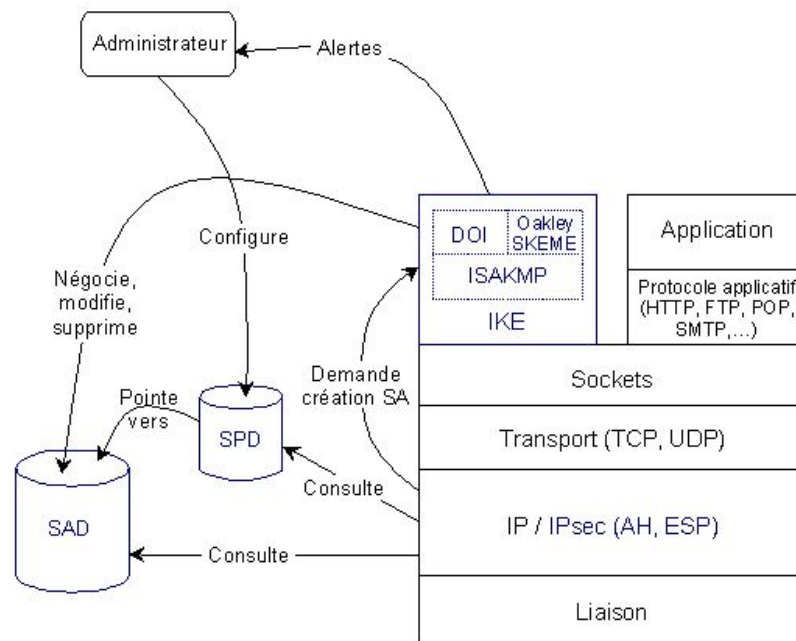 Administrateur
Alertes
Configure
Négocie,
modifie,
supprime
DOI
Oakley
SKEME
ISAKMP
IKE
Application
Protocole applicatif
(HTTP, FTP, POP,
SMTP,...)
Demande
création SA
Sockets
Pointe
vers
SPD
Transport (TCP, UDP)
Consulte
SAD
IP / IPsec (AH, ESP)
Consulte
Liaison